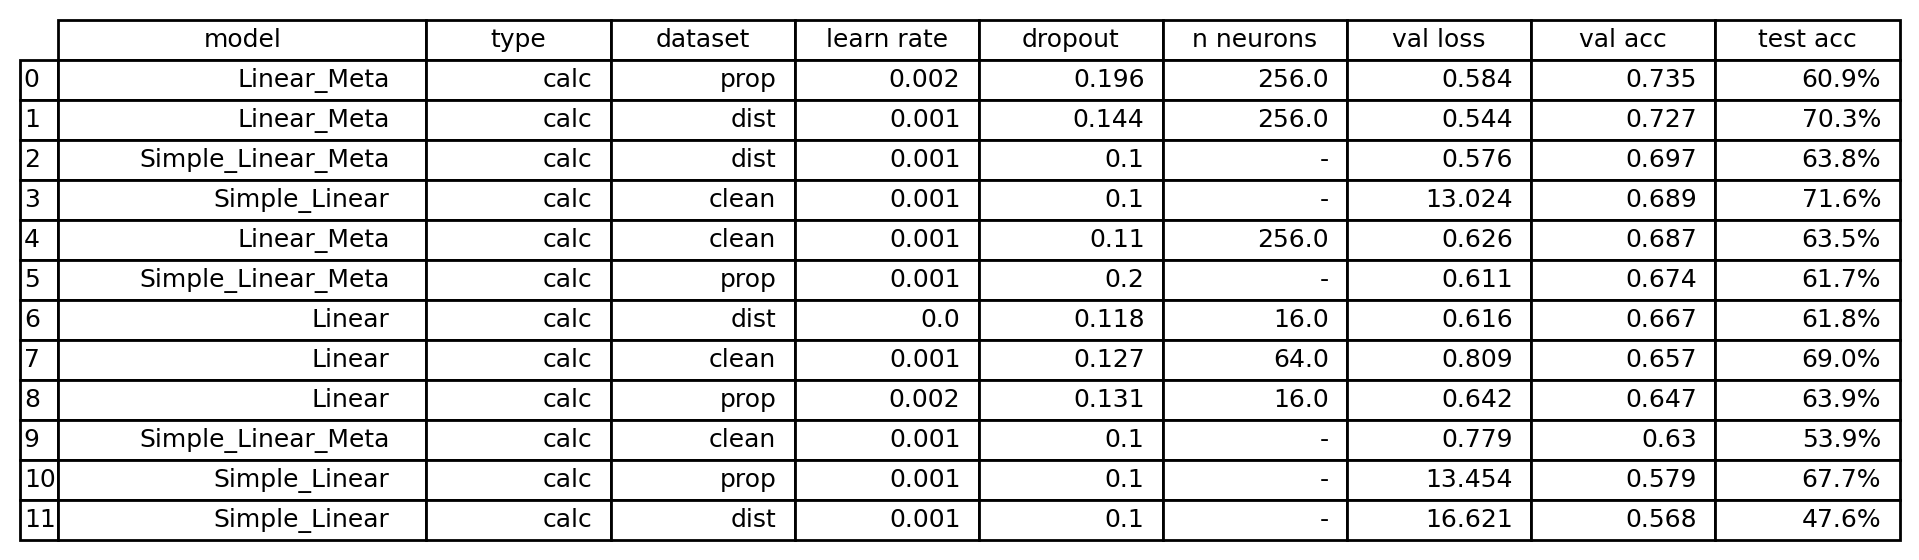 model type dataset learn rate dropout n neurons val loss val acc test acc
0 Linear_Meta calc prop 0.002 0.196 256.0 0.584 0.735 60.9%
1 Linear_Meta calc dist 0.001 0.144 256.0 0.544 0.727 70.3%
2 Simple_Linear_Meta calc dist 0.001 0.1 - 0.576 0.697 63.8%
3 Simple_Linear calc clean 0.001 0.1 - 13.024 0.689 71.6%
4 Linear_Meta calc clean 0.001 0.11 256.0 0.626 0.687 63.5%
5 Simple_Linear_Meta calc prop 0.001 0.2 - 0.611 0.674 61.7%
6 Linear calc dist 0.0 0.118 16.0 0.616 0.667 61.8%
7 Linear calc clean 0.001 0.127 64.0 0.809 0.657 69.0%
8 Linear calc prop 0.002 0.131 16.0 0.642 0.647 63.9%
9 Simple_Linear_Meta calc clean 0.001 0.1 - 0.779 0.63 53.9%
10 Simple_Linear calc prop 0.001 0.1 - 13.454 0.579 67.7%
11 Simple_Linear calc dist 0.001 0.1 - 16.621 0.568 47.6%